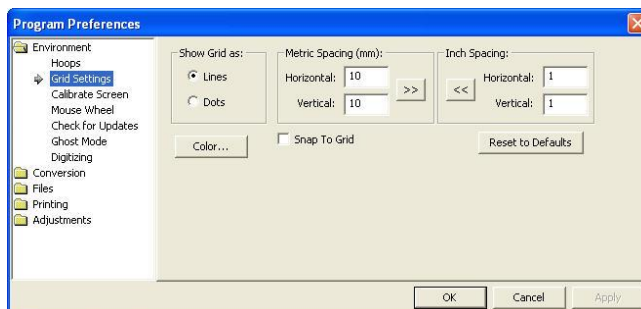 Program Preferences
Environment
Hoops
Grid Settings
Calibrate Screen
Mouse Wheel
Check for Updates
Ghost Mode
Digitizing
Conversion
Files
Printing
Adjustments
Show Grid as:
Lines
Dots
Color...
Metric Spacing (mm):
Horizontal: 10
Vertical: 10
>>
Snap To Grid
Inch Spacing:
<<
Horizontal: 1
Vertical: 1
Reset to Defaults
OK Cancel Apply